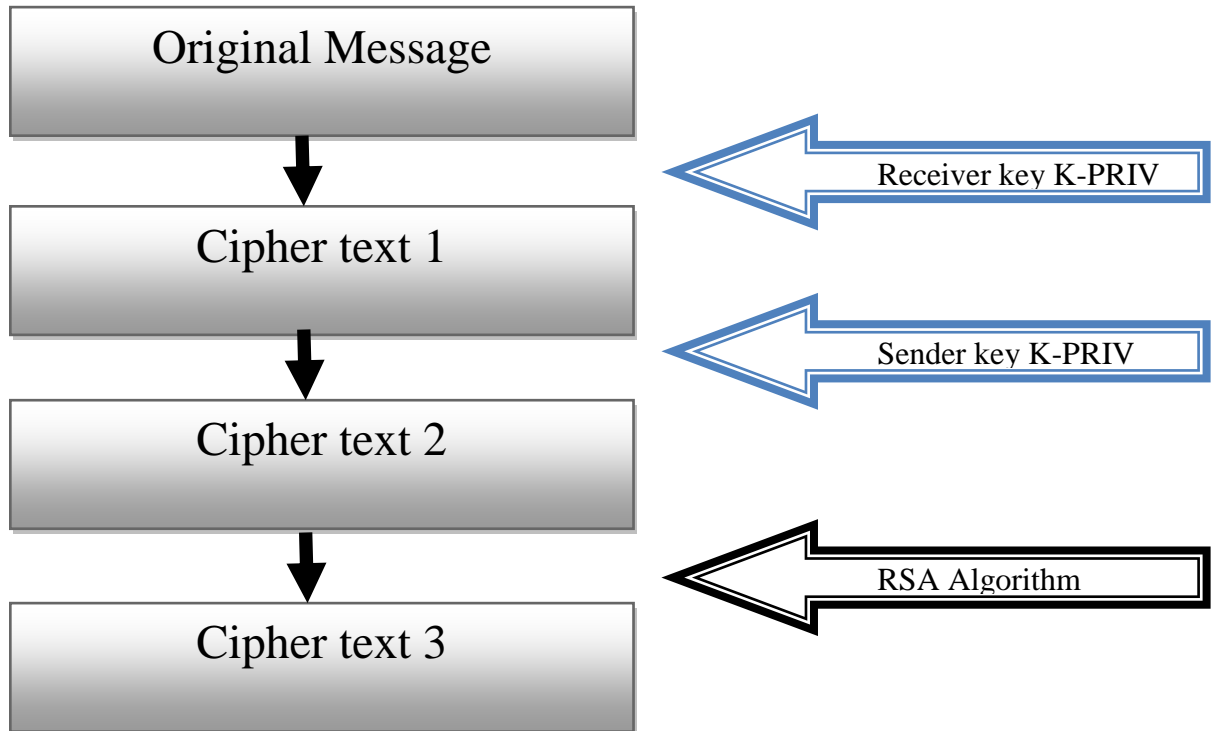 Original Message
Receiver key K-PRIV
Cipher text 1
Sender key K-PRIV
Cipher text 2
RSA Algorithm
Cipher text 3